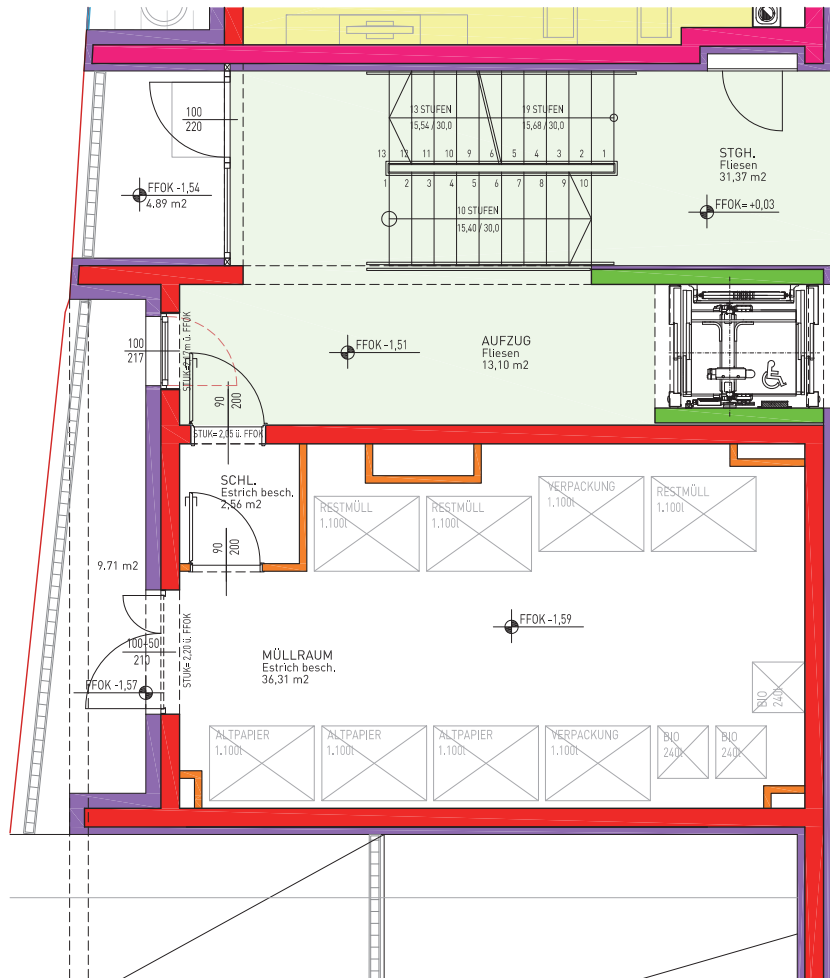 13 STUFEN
15,54 / 30,0
19 STUFEN
15,68 / 30,0
100
220
13 12 11 10 9 6 5 4 3 2 1
1 2 3 4 5 6 7 8 9 10
STGH.
Fliesen
31,37 m2
FFOK -1,54
4.89 m2
FFOK= +0,03
10 STUFEN
15,40 / 30,0
100
217
STUK= 2,17m ü. FFOK
FFOK -1,51
AUFZUG
Fliesen
13,10 m2
90
200
STUK= 2,05 ü. FFOK
SCHL.
Estrich besch.
2,56 m2
RESTMÜLL
1.100l
RESTMÜLL
1.100l
VERPACKUNG
1.100l
RESTMÜLL
1.100l
90
200
9.71 m2
100+50
210
STUK= 2,20 ü. FFOK
FFOK -1,59
MÜLLRAUM
Estrich besch.
36,31 m2
FFOK -1,57
BIO
240l
ALTPAPIER
1.100l
ALTPAPIER
1.100l
ALTPAPIER
1.100l
VERPACKUNG
1.100l
BIO
240l
BIO
240l